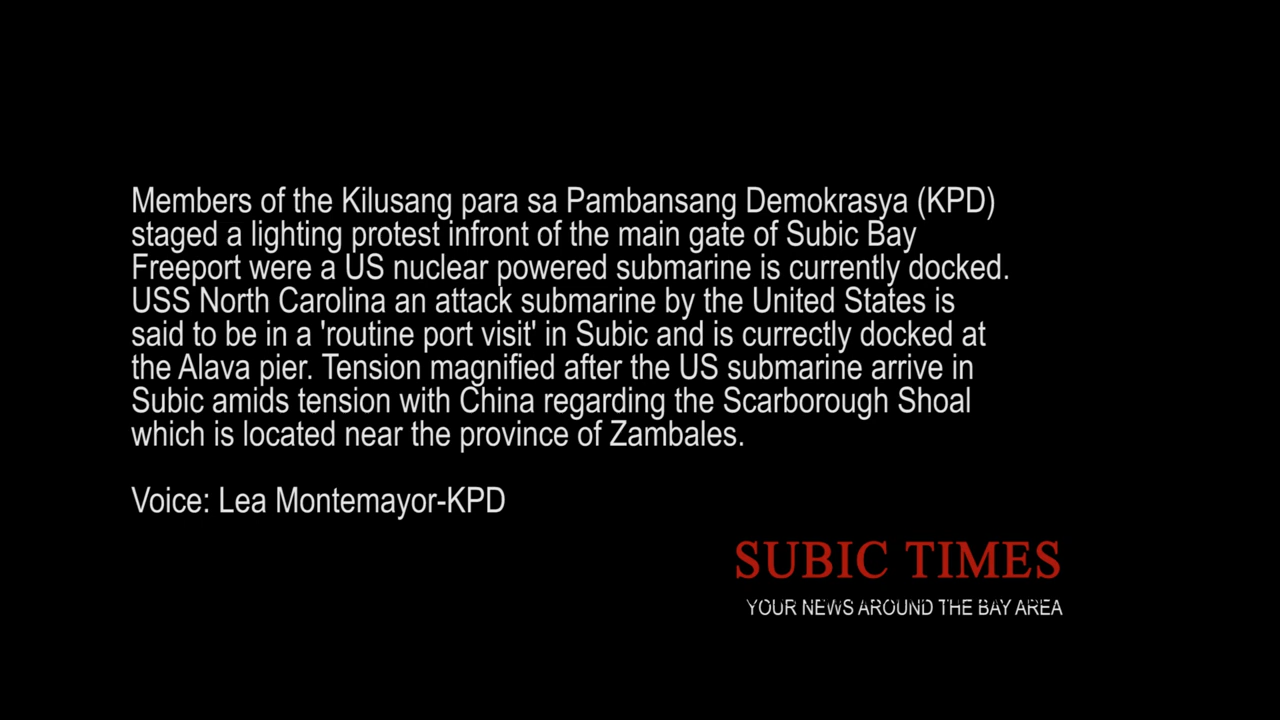 Members of the Kilusang para sa Pambansang Demokrasya (KPD)
staged a lighting protest infront of the main gate of Subic Bay
Freeport were a US nuclear powered submarine is currently docked.
USS North Carolina an attack submarine by the United States is
said to be in a 'routine port visit' in Subic and is currectly docked at
the Alava pier. Tension magnified after the US submarine arrive in
Subic amids tension with China regarding the Scarborough Shoal
which is located near the province of Zambales.
Voice: Lea Montemayor-KPD
SUBIC TIMES
YOUR NEWS AROUND THE BAY AREA